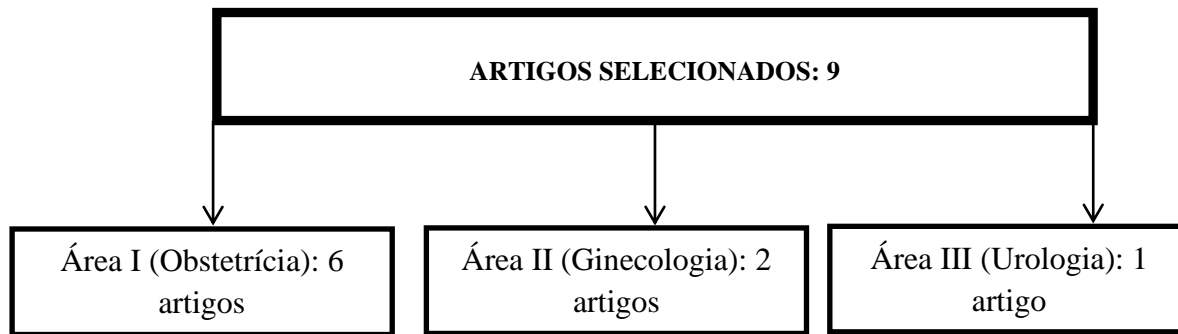 ARTIGOS SELECIONADOS: 9
Área I (Obstetrícia): 6
artigos
Área II (Ginecologia): 2
artigos
Área III (Urologia): 1
artigo